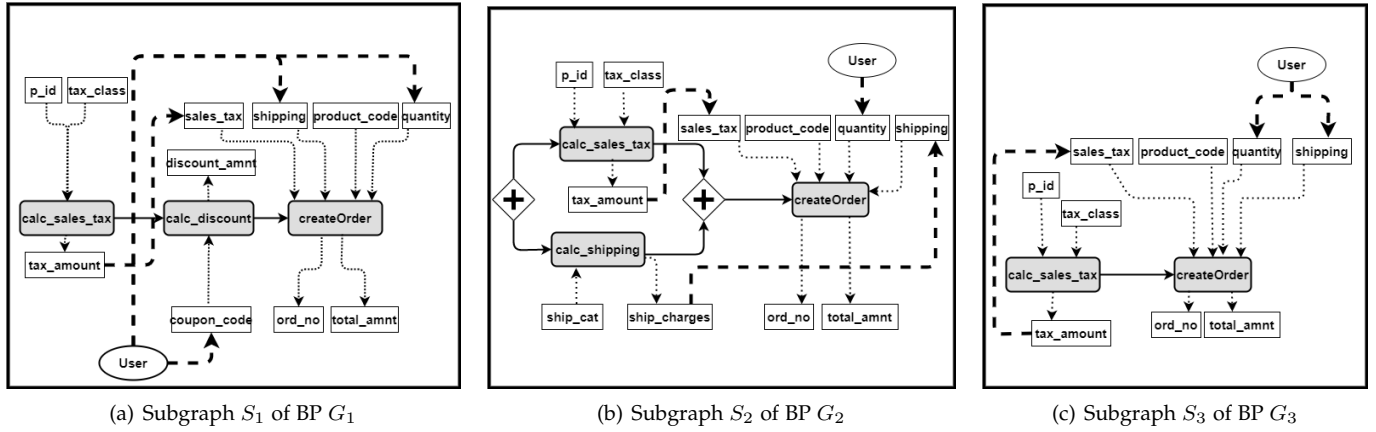 p_id
tax_class
sales_tax
shipping
product_code
quantity
discount_amnt
calc_sales_tax
calc_discount
createOrder
tax_amount
coupon_code
ord_no
total_amnt
User
(a) Subgraph S1 of BP G1
User
p_id
tax_class
sales_tax
product_code
quantity
shipping
calc_sales_tax
tax_amount
createOrder
calc_shipping
ship_cat
ship_charges
ord_no
total_amnt
(b) Subgraph S2 of BP G2
User
sales_tax
product_code
quantity
shipping
p_id
tax_class
calc_sales_tax
createOrder
tax_amount
ord_no
total_amnt
(c) Subgraph S3 of BP G3